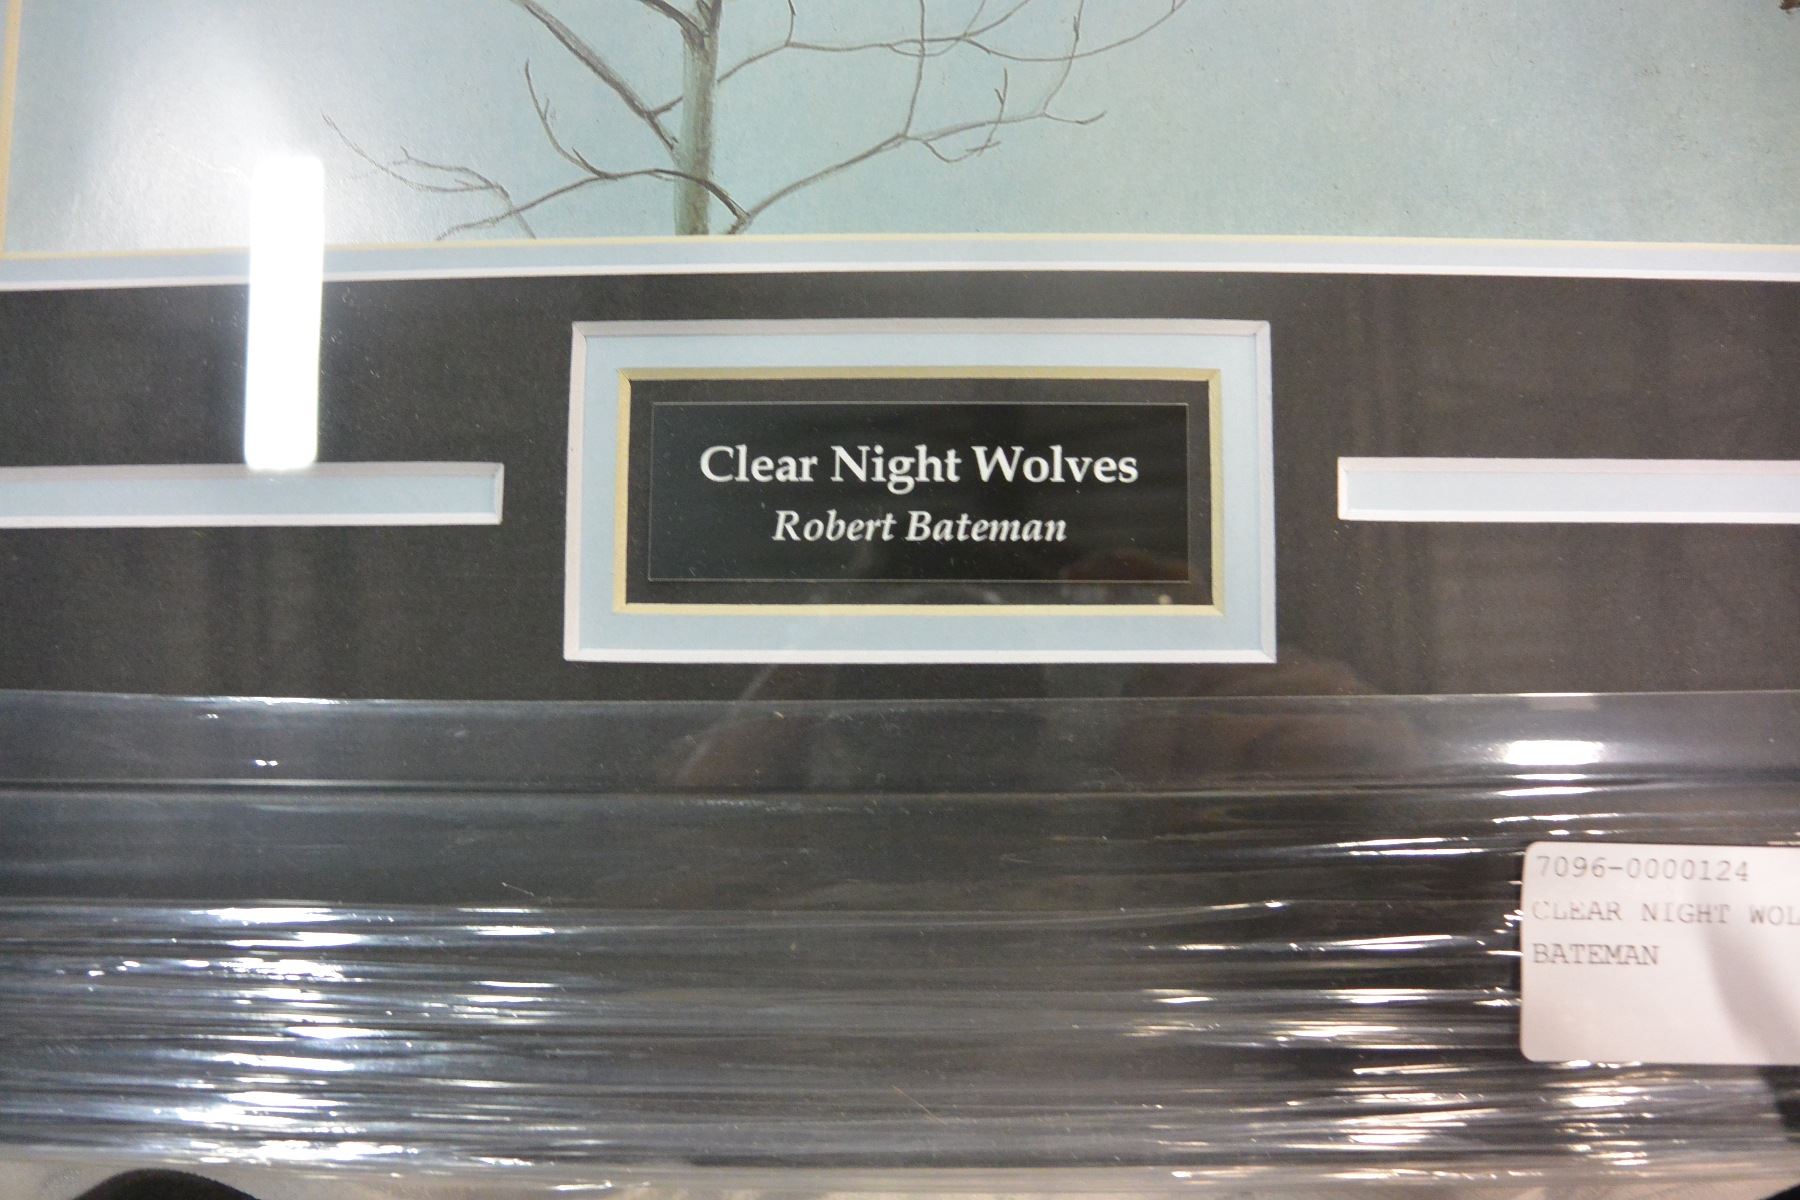 Clear Night Wolves
Robert Bateman
7096-0000124
CLEAR NIGHT WOL
BATEMAN